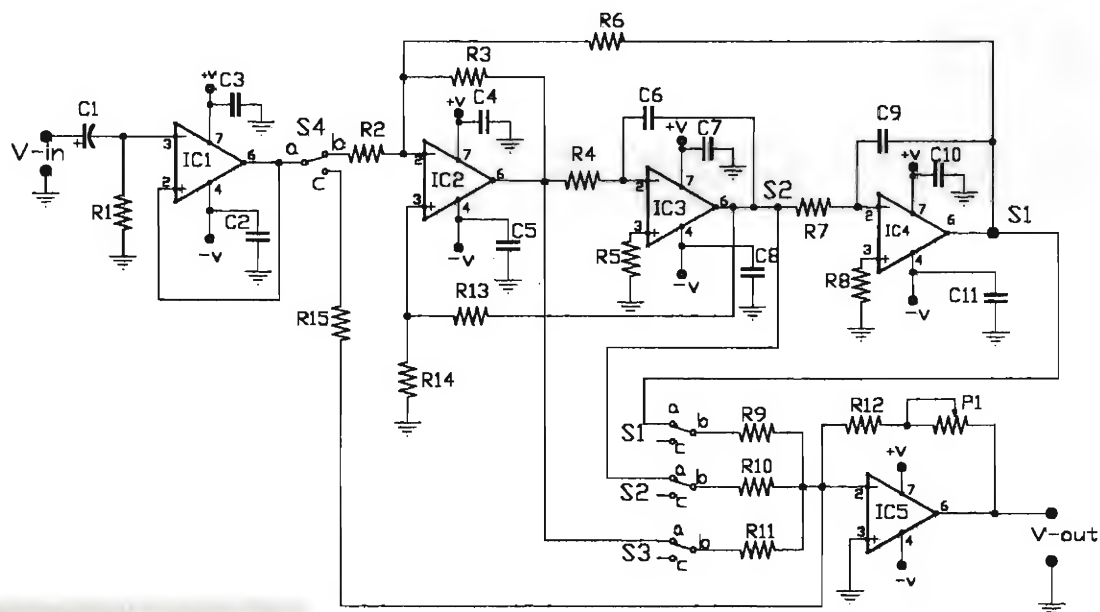 R6
R3
+V
C3
C4
+V
C6
C9
C1
+V
C7
+V
C10
V-in
+
3
−
7
IC1
6
S4
a
b
c
R2
2
−
7
IC2
6
R4
2
−
7
IC3
6
S2
R7
2
−
7
IC4
6
S1
2
+
4
3
+
4
3
+
4
3
+
4
R1
C2
−V
C5
−V
R5
C8
−V
R8
C11
−V
R15
R13
R14
S1
a
b
c
R9
R12
P1
S2
a
b
c
R10
+V
2
−
7
IC5
6
V-out
S3
a
b
c
R11
3
+
4
−V